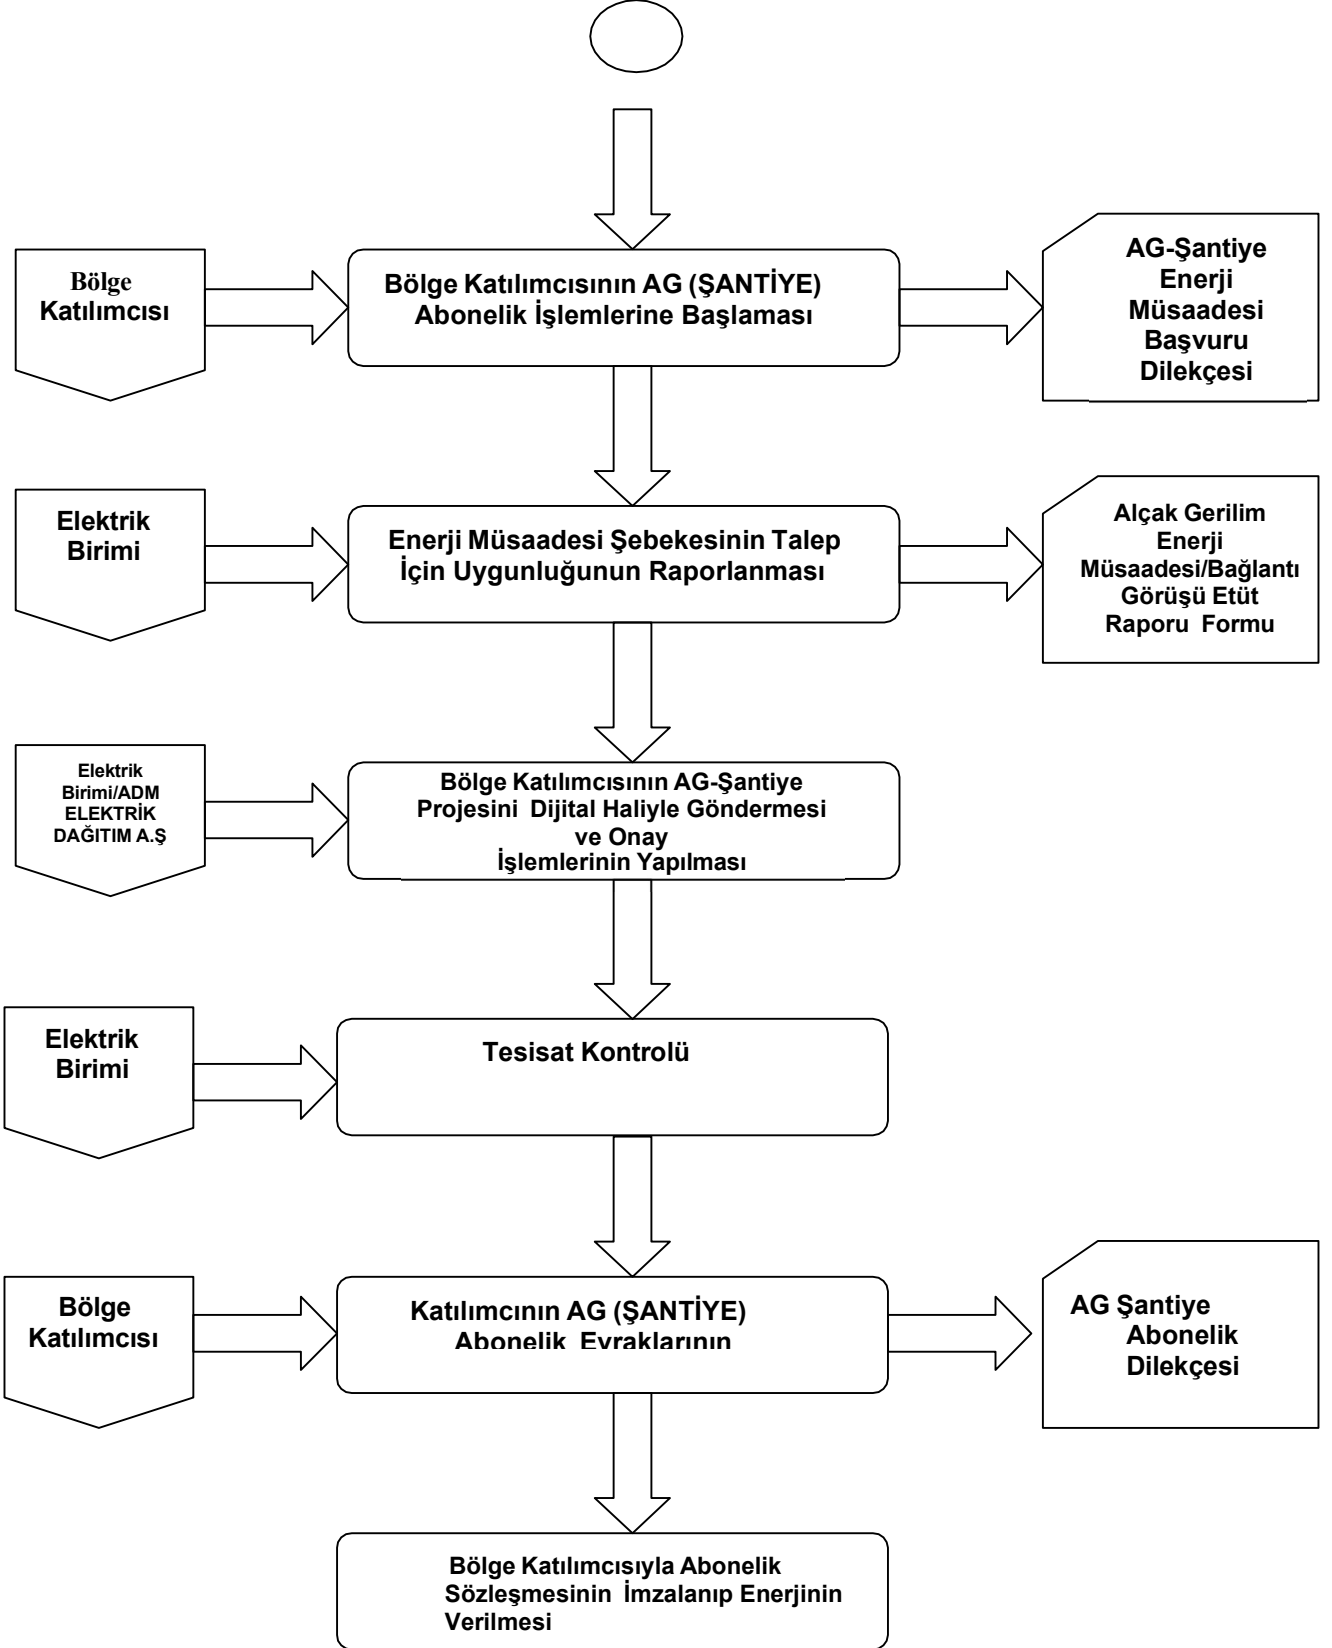 Bölge
Katılımcısı
Bölge Katılımcısının AG (ŞANTİYE)
Abonelik İşlemlerine Başlaması
AG-Şantiye
Enerji
Müsaadesi
Başvuru
Dilekçesi
Elektrik
Birimi
Enerji Müsaadesi Şebekesinin Talep
İçin Uygunluğunun Raporlanması
Alçak Gerilim
Enerji
Müsaadesi/Bağlantı
Görüşü Etüt
Raporu Formu
Elektrik
Birimi/ADM
ELEKTRİK
DAĞITIM A.Ş
Bölge Katılımcısının AG-Şantiye
Projesini Dijital Haliyle Göndermesi
ve Onay
İşlemlerinin Yapılması
Elektrik
Birimi
Tesisat Kontrolü
Bölge
Katılımcısı
Katılımcının AG (ŞANTİYE)
Abonelik Evraklarının
AG Şantiye
Abonelik
Dilekçesi
Bölge Katılımcısıyla Abonelik
Sözleşmesinin İmzalanıp Enerjinin
Verilmesi